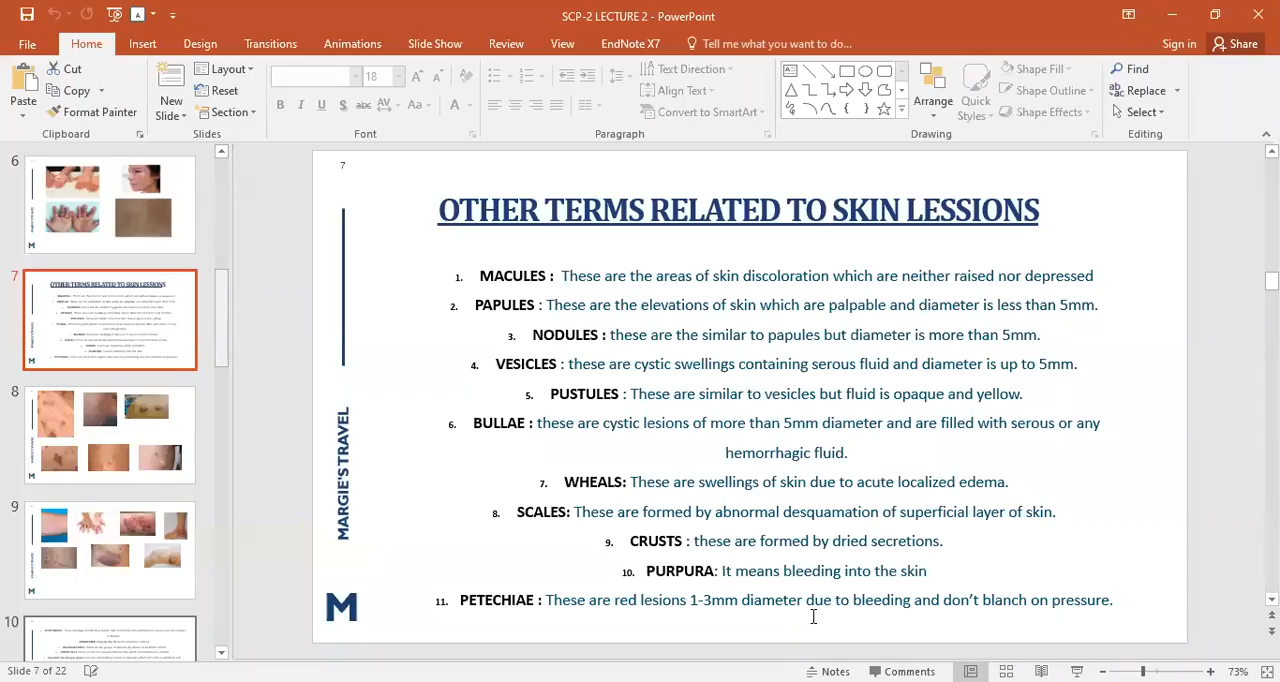 SCP-2 LECTURE 2 - PowerPoint
File Home Insert Design Transitions Animations Slide Show Review View EndNote X7 Tell me what you want to do... Sign in Share
Paste Cut Copy Format Painter Clipboard
New Slide Layout Reset Section Slides
18 B I U S abc AV Aa A Font
Text Direction Align Text Convert to SmartArt Paragraph
Arrange Quick Styles Shape Fill Shape Outline Shape Effects Drawing
Find Replace Select Editing
6
7
8
9
10
7
OTHER TERMS RELATED TO SKIN LESSIONS
1. MACULES : These are the areas of skin discoloration which are neither raised nor depressed
2. PAPULES : These are the elevations of skin which is palpable and diameter is less than 5mm.
3. NODULES : these are the similar to papules but diameter is more than 5mm.
4. VESICLES : these are cystic swellings containing serous fluid and diameter is up to 5mm.
5. PUSTULES : These are similar to vesicles but fluid is opaque and yellow.
6. BULLAE : these are cystic lesions of more than 5mm diameter and are filled with serous or any
hemorrhagic fluid.
7. WHEALS: These are swellings of skin due to acute localized edema.
8. SCALES: These are formed by abnormal desquamation of superficial layer of skin.
9. CRUSTS : these are formed by dried secretions.
10. PURPURA: It means bleeding into the skin
11. PETECHIAE : These are red lesions 1-3mm diameter due to bleeding and don't blanch on pressure.
MARGIE'S TRAVEL
M
Slide 7 of 22 Notes Comments 73%